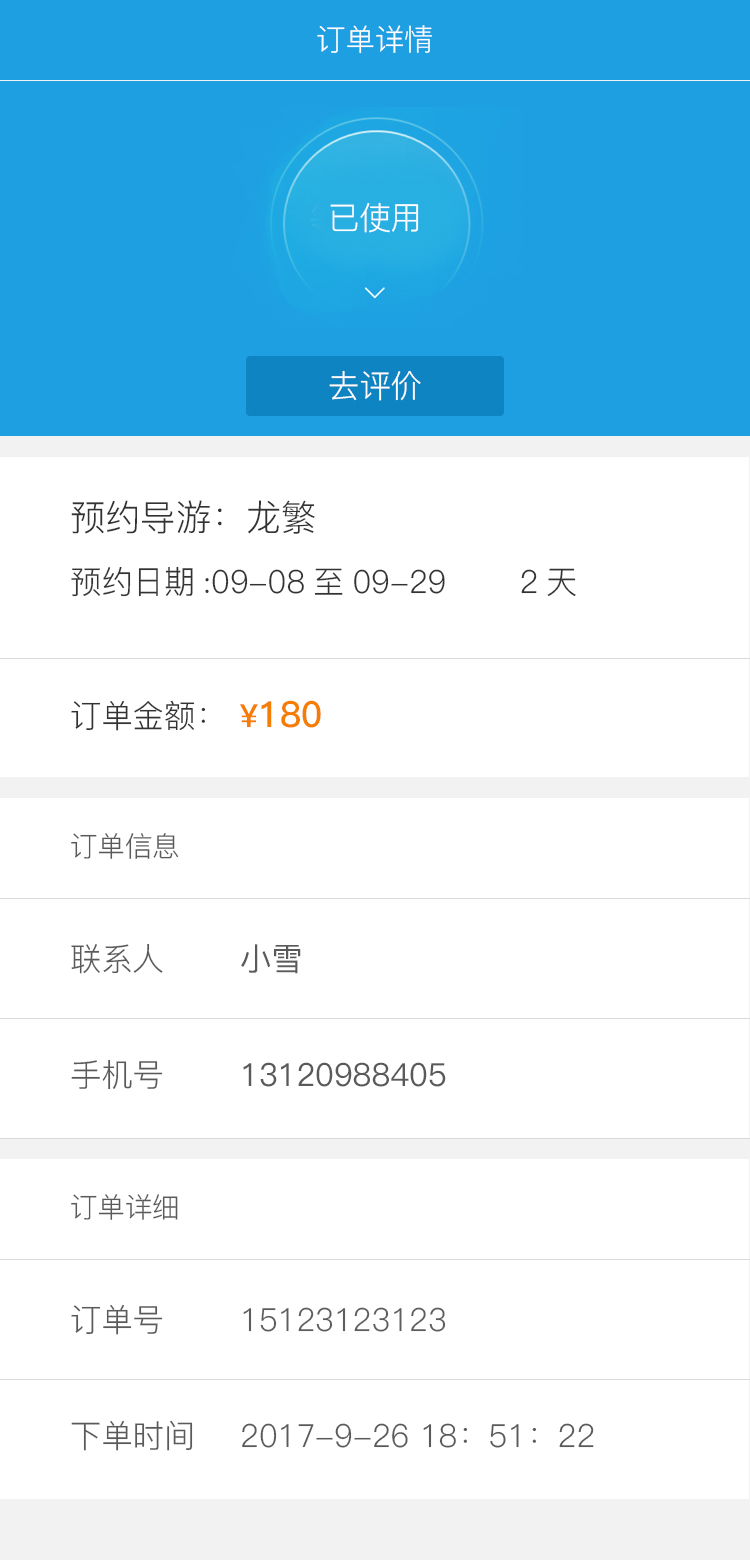 订单详情
已使用
去评价
预约导游：龙繁
预约日期:09-08 至 09-29 2 天
订单金额： ¥180
订单信息
联系人 小雪
手机号 13120988405
订单详细
订单号 15123123123
下单时间 2017-9-26 18：51：22